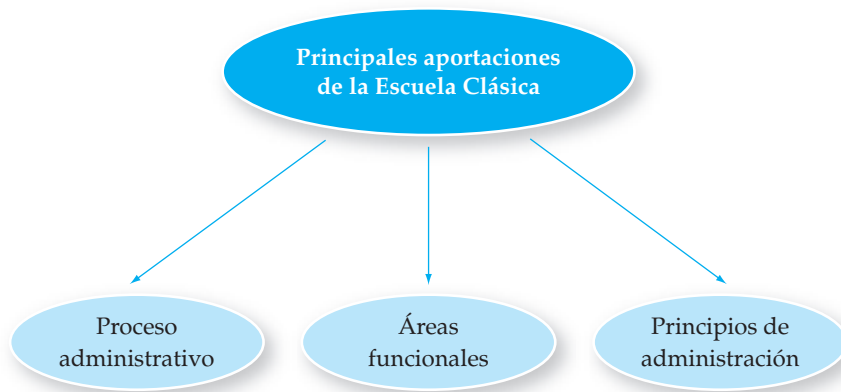 Principales aportaciones
de la Escuela Clásica
Proceso
administrativo
Áreas
funcionales
Principios de
administración